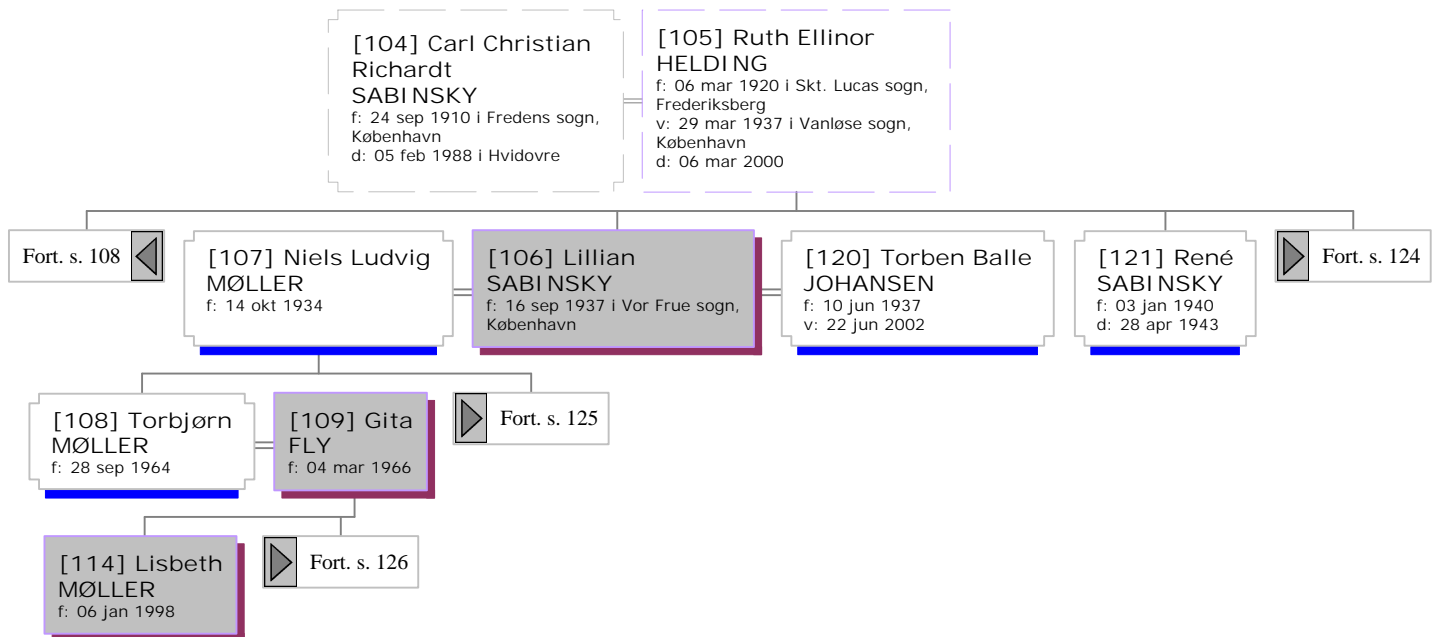 [104] Carl Christian
Richardt
SABINSKY
f: 24 sep 1910 i Fredens sogn,
København
d: 05 feb 1988 i Hvidovre
[105] Ruth Ellinor
HELDING
f: 06 mar 1920 i Skt. Lucas sogn,
Frederiksberg
v: 29 mar 1937 i Vanløse sogn,
København
d: 06 mar 2000
Fort. s. 108
[107] Niels Ludvig
MØLLER
f: 14 okt 1934
[106] Lillian
SABINSKY
f: 16 sep 1937 i Vor Frue sogn,
København
[120] Torben Balle
JOHANSEN
f: 10 jun 1937
v: 22 jun 2002
[121] René
SABINSKY
f: 03 jan 1940
d: 28 apr 1943
Fort. s. 124
[108] Torbjørn
MØLLER
f: 28 sep 1964
[109] Gita
FLY
f: 04 mar 1966
Fort. s. 125
[114] Lisbeth
MØLLER
f: 06 jan 1998
Fort. s. 126